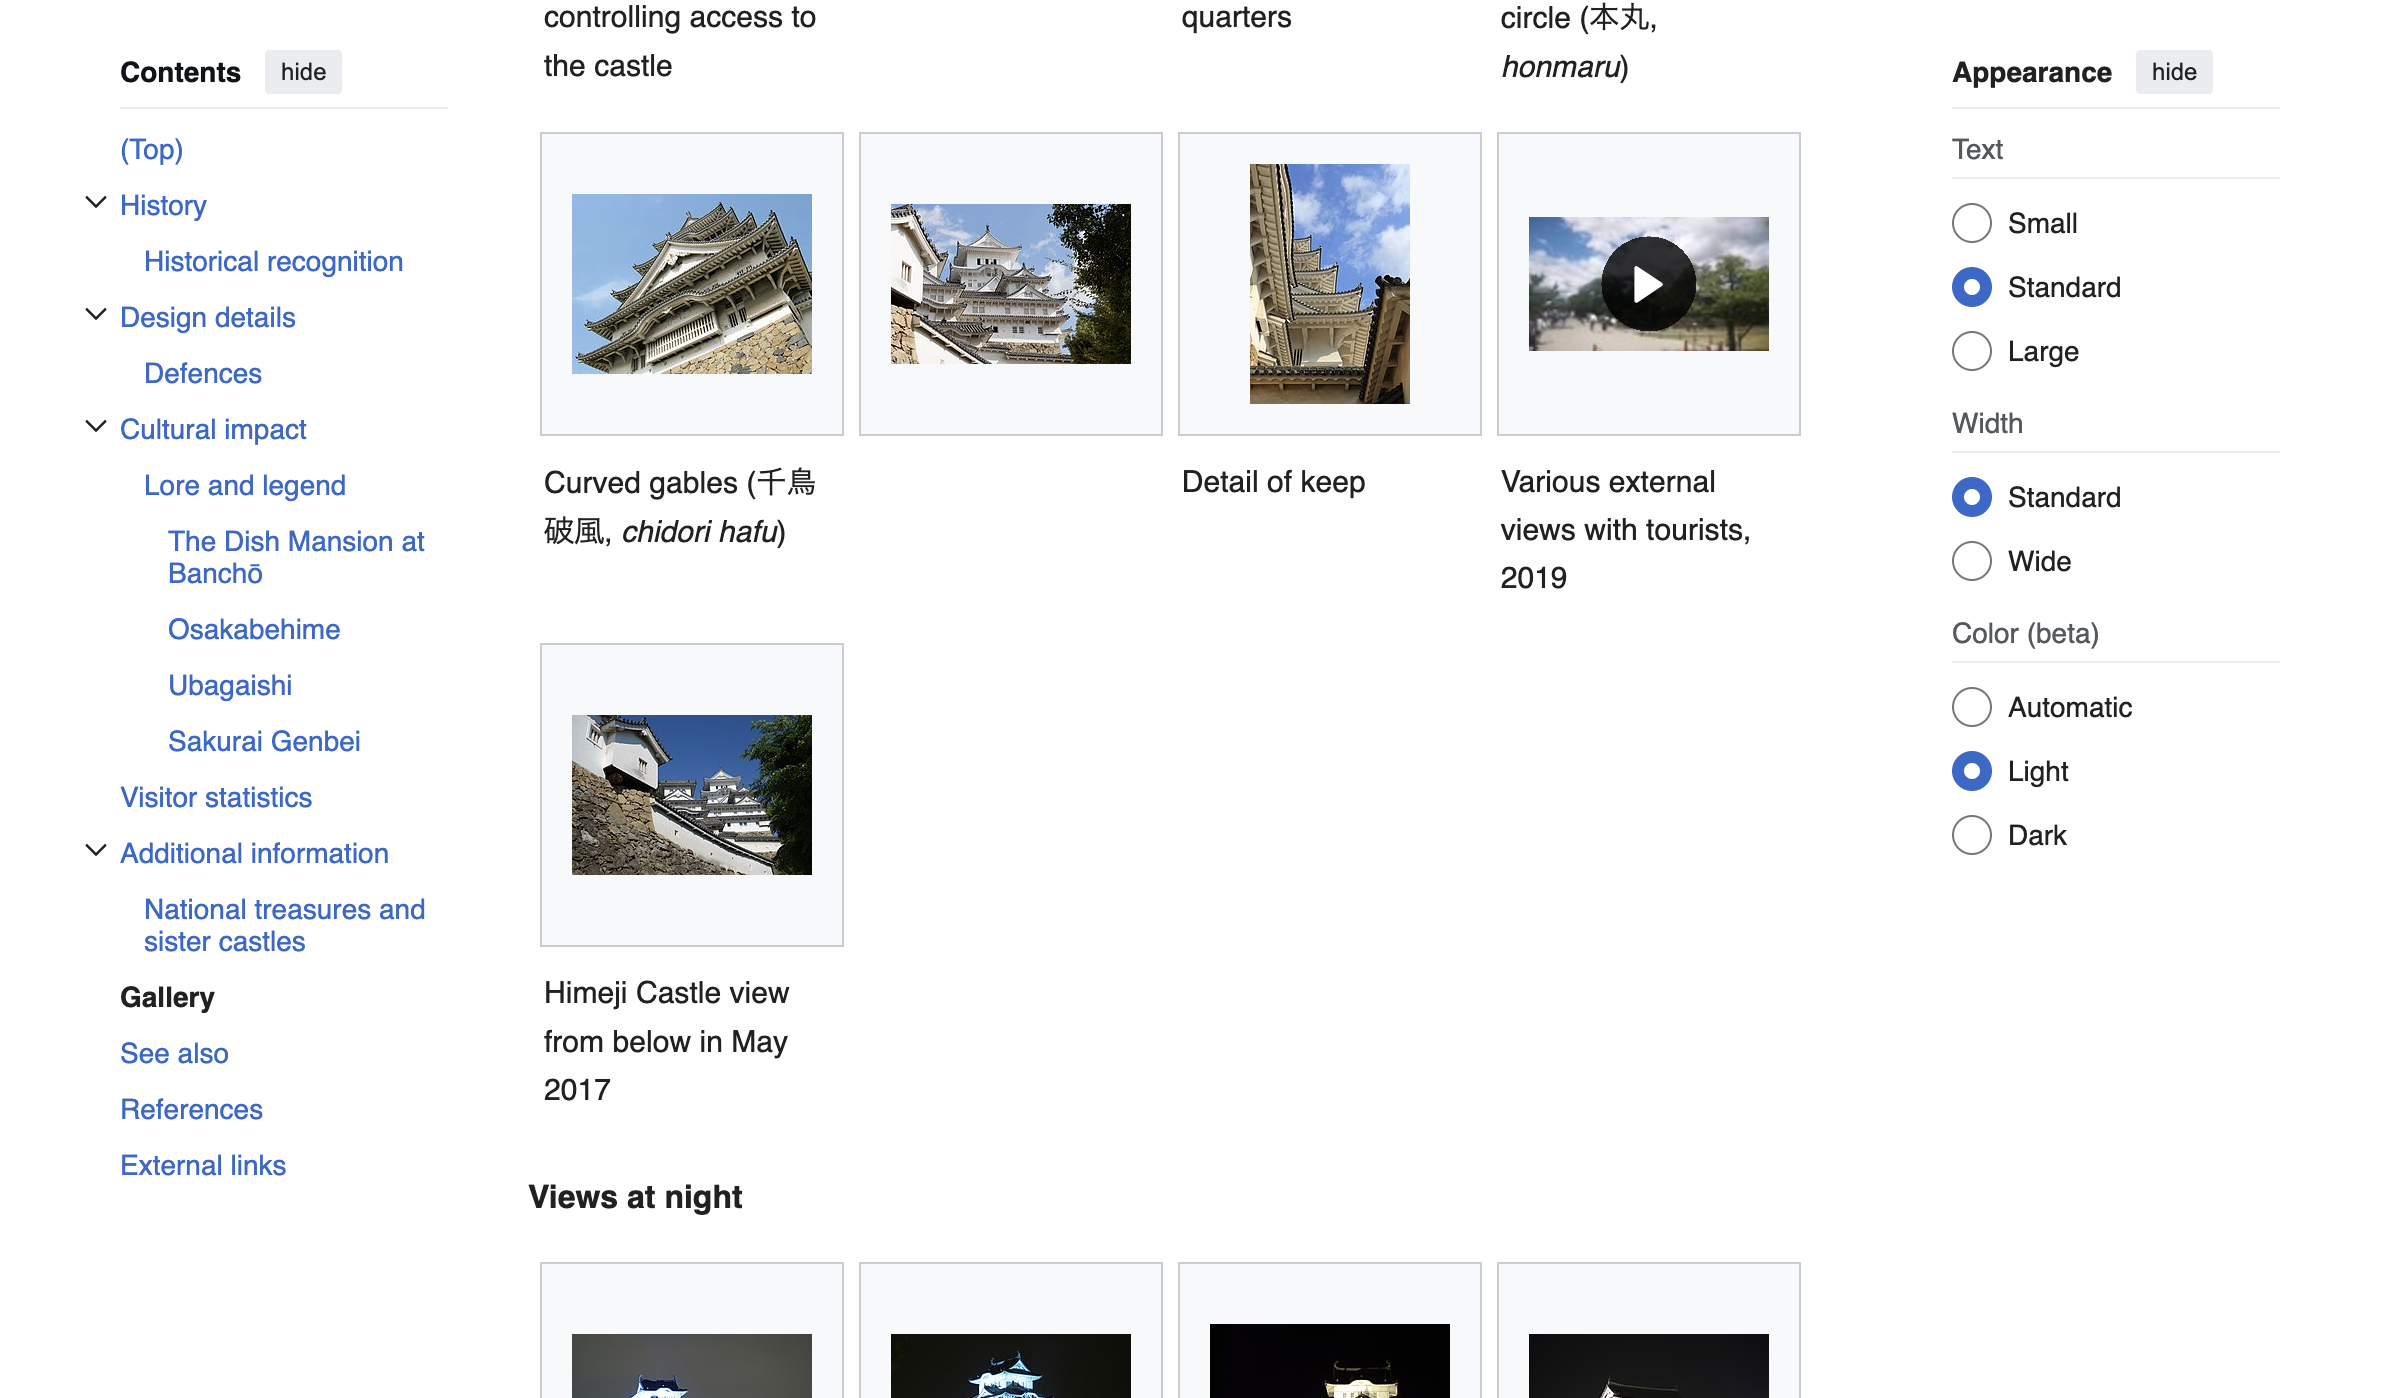 Contents
hide
(Top)
History
Historical recognition
Design details
Defences
Cultural impact
Lore and legend
The Dish Mansion at
Banchō
Osakabehime
Ubagaishi
Sakurai Genbei
Visitor statistics
Additional information
National treasures and
sister castles
Gallery
See also
References
External links
controlling access to
the castle
quarters
circle (本丸,
honmaru)
Curved gables (千鳥
破風, chidori hafu)
Detail of keep
Various external
views with tourists,
2019
Himeji Castle view
from below in May
2017
Views at night
Appearance
hide
Text
Small
Standard
Large
Width
Standard
Wide
Color (beta)
Automatic
Light
Dark